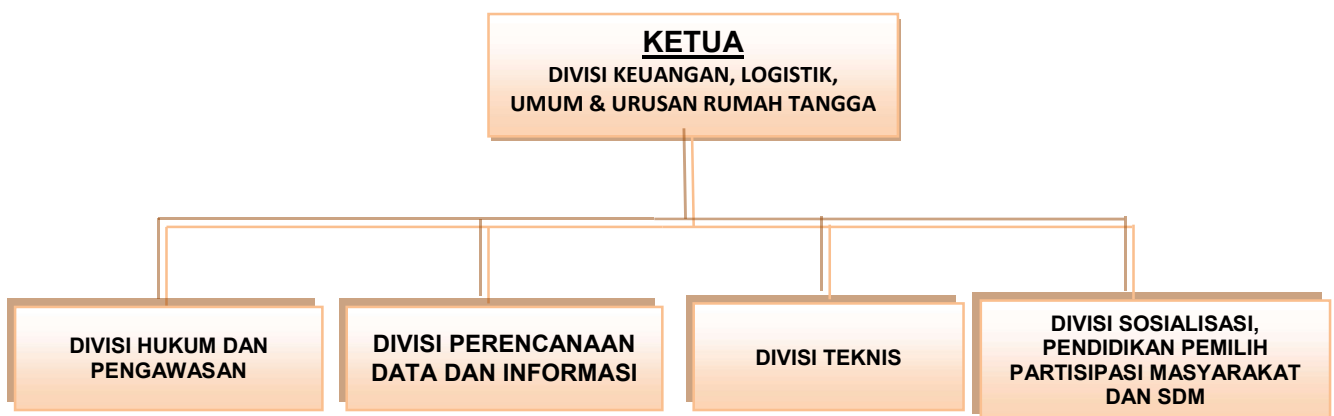 KETUA
DIVISI KEUANGAN, LOGISTIK,
UMUM & URUSAN RUMAH TANGGA
DIVISI HUKUM DAN
PENGAWASAN
DIVISI PERENCANAAN
DATA DAN INFORMASI
DIVISI TEKNIS
DIVISI SOSIALISASI,
PENDIDIKAN PEMILIH
PARTISIPASI MASYARAKAT
DAN SDM